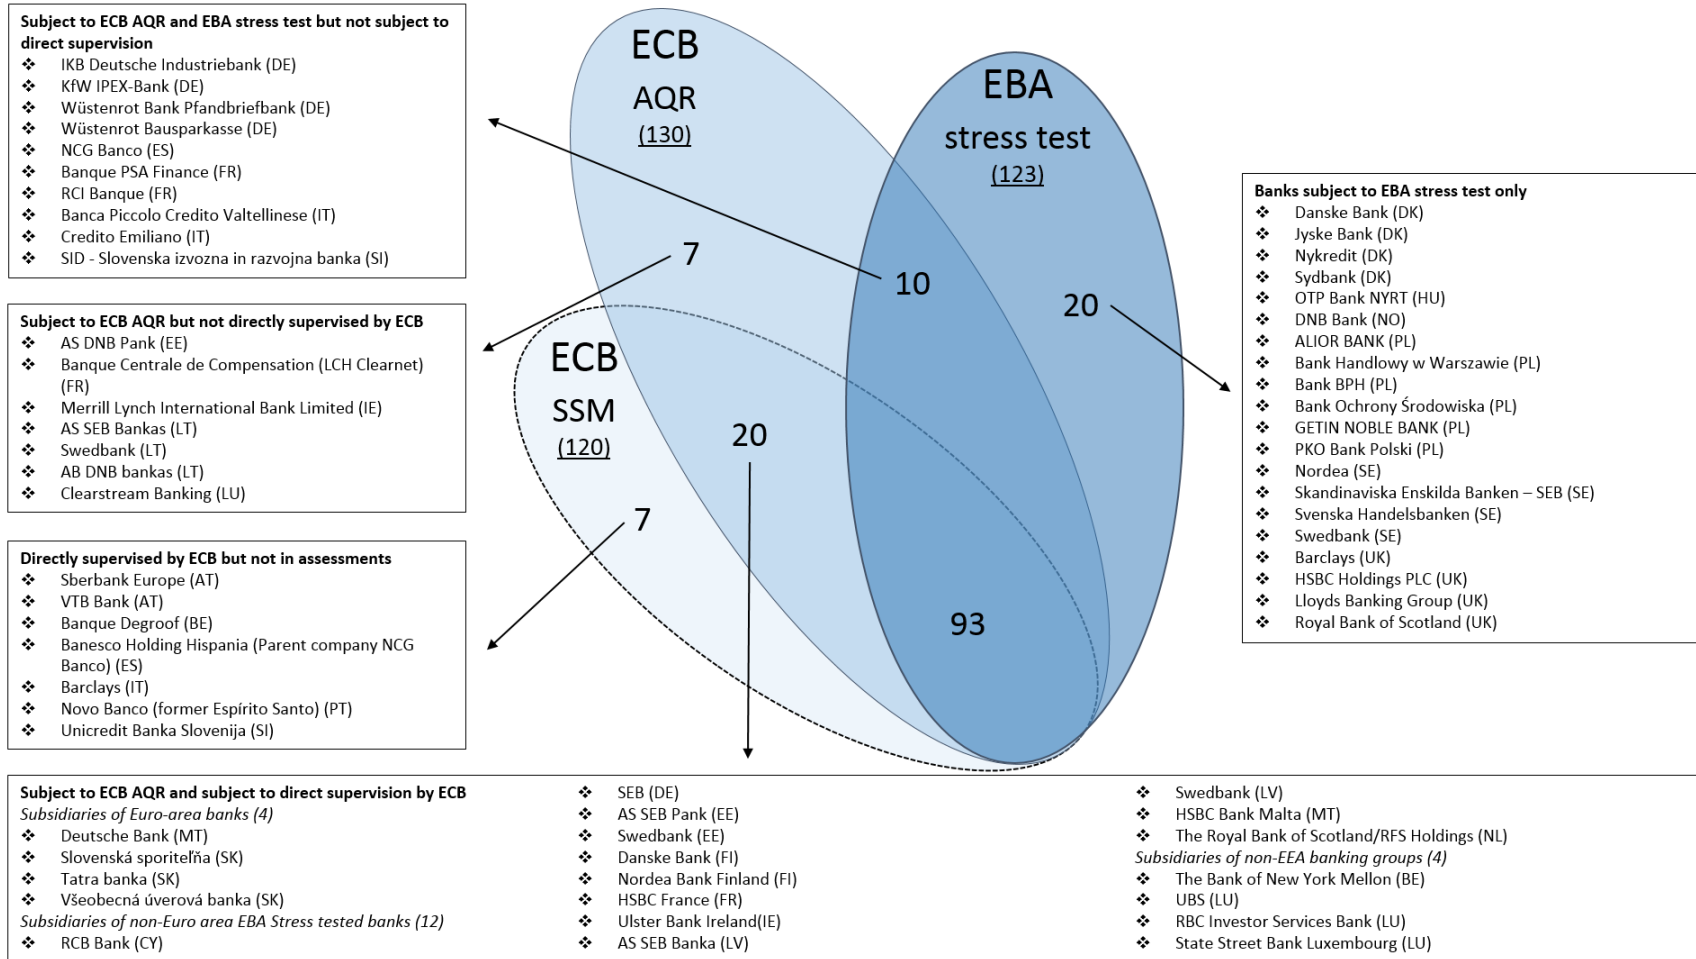 Subject to ECB AQR and EBA stress test but not subject to
direct supervision
❖ IKB Deutsche Industriebank (DE)
❖ KfW IPEX-Bank (DE)
❖ Wüstenrot Bank Pfandbriefbank (DE)
❖ Wüstenrot Bausparkasse (DE)
❖ NCG Banco (ES)
❖ Banque PSA Finance (FR)
❖ RCI Banque (FR)
❖ Banca Piccolo Credito Valtellinese (IT)
❖ Credito Emiliano (IT)
❖ SID - Slovenska izvozna in razvojna banka (SI)
Subject to ECB AQR but not directly supervised by ECB
❖ AS DNB Pank (EE)
❖ Banque Centrale de Compensation (LCH Clearnet)
(FR)
❖ Merrill Lynch International Bank Limited (IE)
❖ AS SEB Bankas (LT)
❖ Swedbank (LT)
❖ AB DNB bankas (LT)
❖ Clearstream Banking (LU)
Directly supervised by ECB but not in assessments
❖ Sberbank Europe (AT)
❖ VTB Bank (AT)
❖ Banque Degroof (BE)
❖ Banesco Holding Hispania (Parent company NCG
Banco) (ES)
❖ Barclays (IT)
❖ Novo Banco (former Espírito Santo) (PT)
❖ Unicredit Banka Slovenija (SI)
ECB
AQR
(130)
EBA
stress test
(123)
7
10
20
ECB
SSM
(120)
20
7
93
Banks subject to EBA stress test only
❖ Danske Bank (DK)
❖ Jyske Bank (DK)
❖ Nykredit (DK)
❖ Sydbank (DK)
❖ OTP Bank NYRT (HU)
❖ DNB Bank (NO)
❖ ALIOR BANK (PL)
❖ Bank Handlowy w Warszawie (PL)
❖ Bank BPH (PL)
❖ Bank Ochrony Środowiska (PL)
❖ GETIN NOBLE BANK (PL)
❖ PKO Bank Polski (PL)
❖ Nordea (SE)
❖ Skandinaviska Enskilda Banken – SEB (SE)
❖ Svenska Handelsbanken (SE)
❖ Swedbank (SE)
❖ Barclays (UK)
❖ HSBC Holdings PLC (UK)
❖ Lloyds Banking Group (UK)
❖ Royal Bank of Scotland (UK)
Subject to ECB AQR and subject to direct supervision by ECB
Subsidiaries of Euro-area banks (4)
❖ Deutsche Bank (MT)
❖ Slovenská sporiteľňa (SK)
❖ Tatra banka (SK)
❖ Všeobecná úverová banka (SK)
Subsidiaries of non-Euro area EBA Stress tested banks (12)
❖ RCB Bank (CY)
❖ SEB (DE)
❖ AS SEB Pank (EE)
❖ Swedbank (EE)
❖ Danske Bank (FI)
❖ Nordea Bank Finland (FI)
❖ HSBC France (FR)
❖ Ulster Bank Ireland(IE)
❖ AS SEB Banka (LV)
❖ Swedbank (LV)
❖ HSBC Bank Malta (MT)
❖ The Royal Bank of Scotland/RFS Holdings (NL)
Subsidiaries of non-EEA banking groups (4)
❖ The Bank of New York Mellon (BE)
❖ UBS (LU)
❖ RBC Investor Services Bank (LU)
❖ State Street Bank Luxembourg (LU)